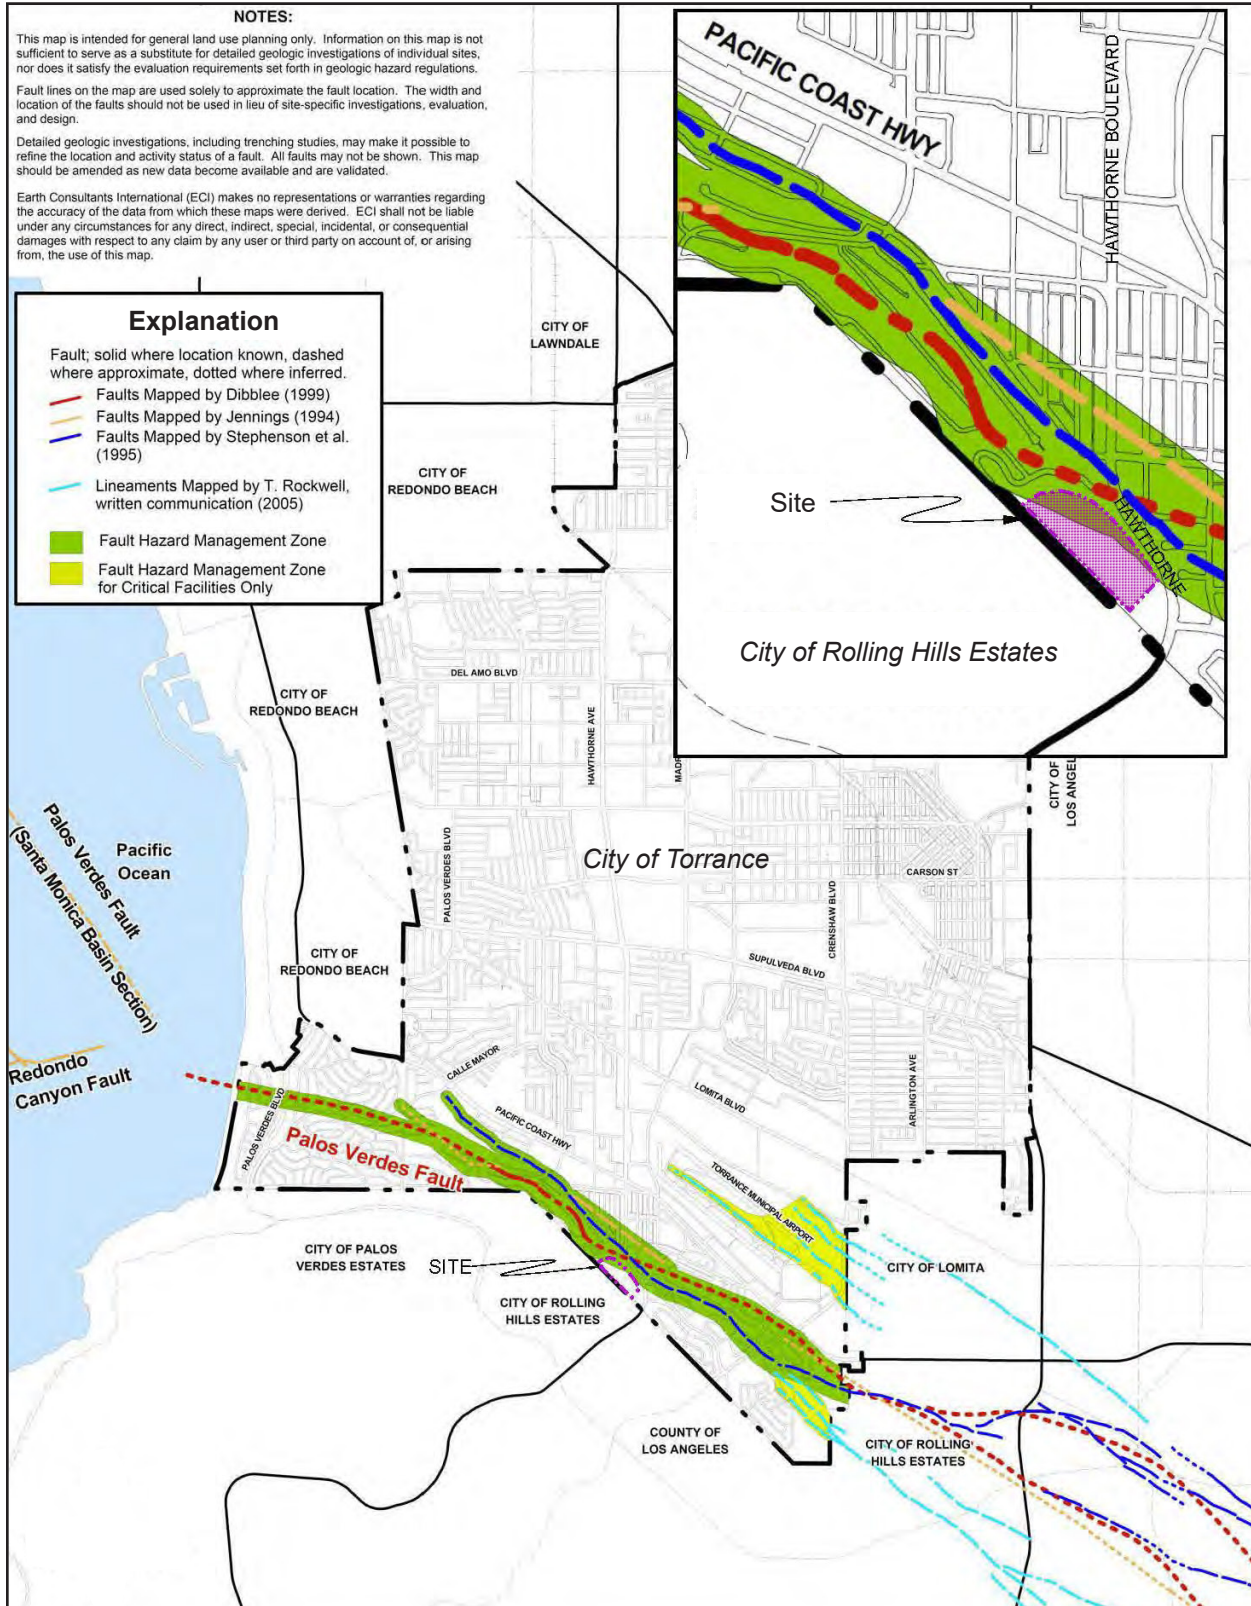 NOTES:
This map is intended for general land use planning only. Information on this map is not
sufficient to serve as a substitute for detailed geologic investigations of individual sites,
nor does it satisfy the evaluation requirements set forth in geologic hazard regulations.
Fault lines on the map are used solely to approximate the fault location. The width and
location of the faults should not be used in lieu of site-specific investigations, evaluation,
and design.
Detailed geologic investigations, including trenching studies, may make it possible to
refine the location and activity status of a fault. All faults may not be shown. This map
should be amended as new data become available and are validated.
Earth Consultants International (ECI) makes no representations or warranties regarding
the accuracy of the data from which these maps were derived. ECI shall not be liable
under any circumstances for any direct, indirect, special, incidental, or consequential
damages with respect to any claim by any user or third party on account of, or arising
from, the use of this map.
Explanation
Fault; solid where location known, dashed
where approximate, dotted where inferred.
Faults Mapped by Dibblee (1999)
Faults Mapped by Jennings (1994)
Faults Mapped by Stephenson et al.
(1995)
Lineaments Mapped by T. Rockwell,
written communication (2005)
Fault Hazard Management Zone
Fault Hazard Management Zone
for Critical Facilities Only
PACIFIC COAST HWY
HAWTHORNE BOULEVARD
Site
HAWTHORNE
City of Rolling Hills Estates
CITY OF
LAWNDALE
CITY OF
REDONDO BEACH
DEL AMO BLVD
CITY OF
REDONDO BEACH
HAWTHORNE AVE
MADR
CITY OF
LOS ANGEL
Palos Verdes Fault
(Santa Monica Basin Section)
Pacific
Ocean
PALOS VERDES BLVD
City of Torrance
CARSON ST
CRENSHAW BLVD
CITY OF
REDONDO BEACH
SUPULVEDA BLVD
Redondo
Canyon Fault
CALLE MAYOR
LOMITA BLVD
ARLINGTON AVE
PALOS VERDES BLVD
PACIFIC COAST HWY
Palos Verdes Fault
TORRANCE MUNICIPAL AIRPORT
CITY OF PALOS
VERDES ESTATES
SITE
CITY OF LOMITA
CITY OF ROLLING
HILLS ESTATES
COUNTY OF
LOS ANGELES
CITY OF ROLLING
HILLS ESTATES